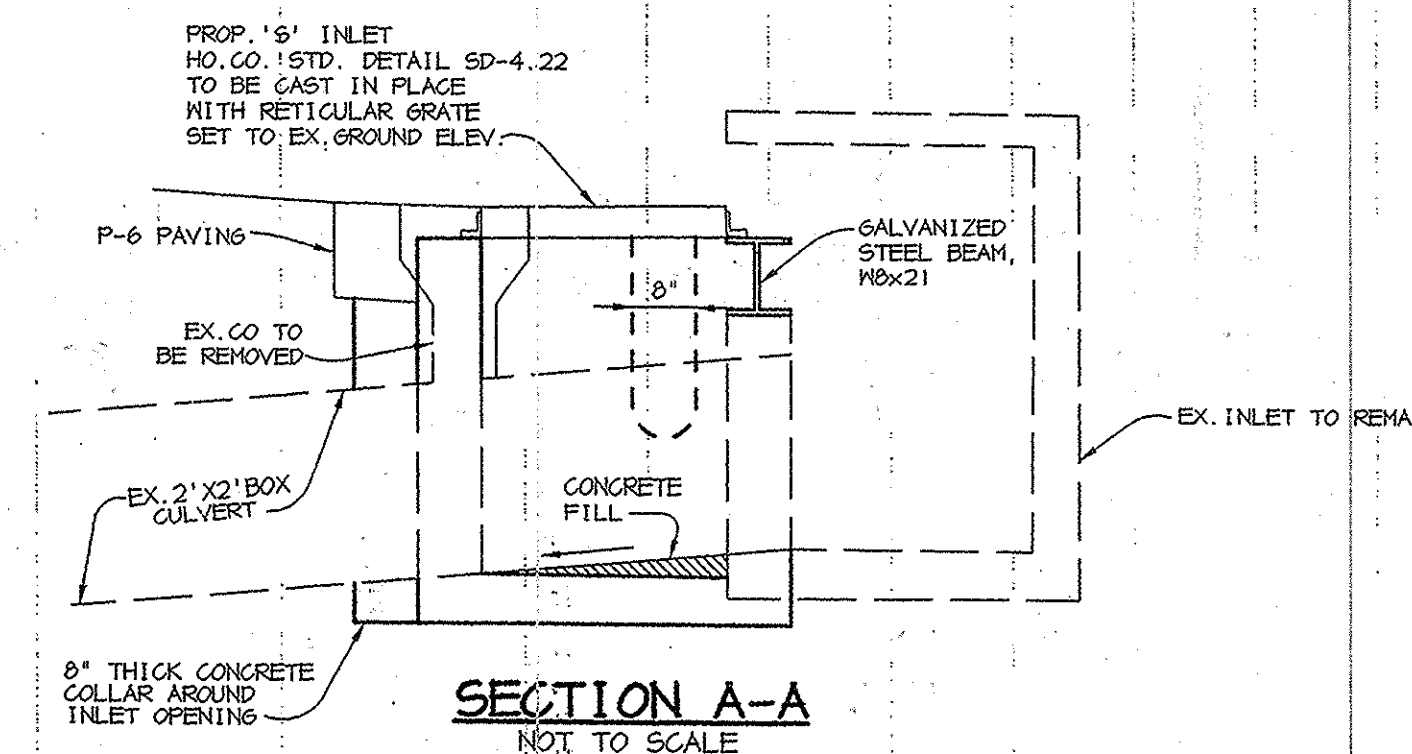 PROP. 'S' INLET
HO.CO. STD. DETAIL SD-4.22
TO BE CAST IN PLACE
WITH RETICULAR GRATE
SET TO EX. GROUND ELEV.
P-6 PAVING
GALVANIZED
STEEL BEAM,
W8x21
8"
EX.CO TO
BE REMOVED
EX. INLET TO REMA
EX. 2'X2' BOX
CULVERT
CONCRETE
FILL
8" THICK CONCRETE
COLLAR AROUND
INLET OPENING
SECTION A-A
NOT TO SCALE